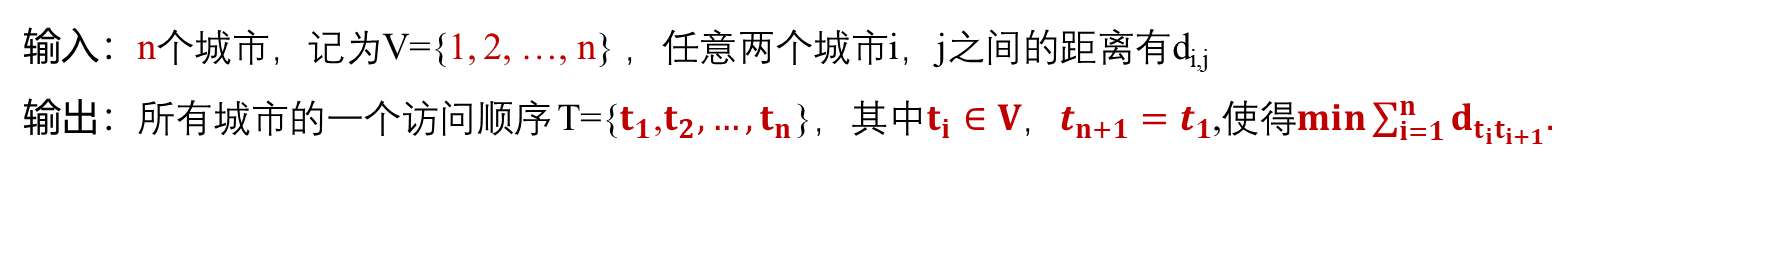 输入：n个城市，记为V={1, 2, …, n} ，任意两个城市i，j之间的距离有d_{i,j}
输出：所有城市的一个访问顺序T={t_1,t_2, … , t_n}，其中t_i ∈ V，t_{n+1} = t_1,使得min ∑_{i=1}^{n} d_{t_i t_{i+1}}.